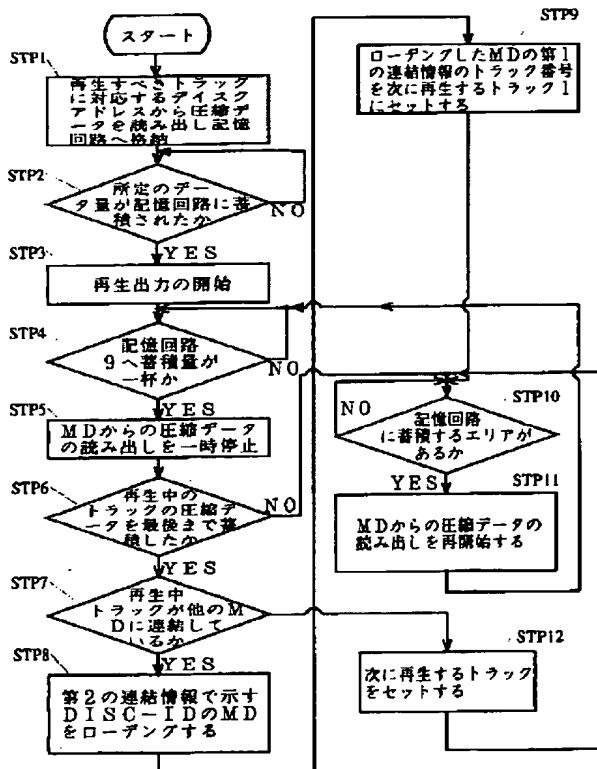 スタート
STP1
再生すべきトラック
に対応するディスク
アドレスから圧縮デ
ータを読み出し記憶
回路へ格納
STP2
所定のデー
タ量が記憶回路に蓄
積されたか
NO
YES
STP3
再生出力の開始
STP4
記憶回路
9へ蓄積量が
一杯か
NO
YES
STP5
MDからの圧縮データ
の読み出しを一時停止
STP6
再生中の
トラックの圧縮デ
ータを最後まで蓄
積したか
NO
YES
STP7
再生中
トラックが他のM
Dに連結して
いるか
YES
STP8
第2の連結情報で示す
DISC-IDのMD
をローデングする
STP9
ローデングしたMDの第1
の連結情報のトラック番号
を次に再生するトラック1
にセットする
STP10
記憶回路
に蓄積するエリアが
あるか
NO
YES
STP11
MDからの圧縮データの
読み出しを再開始する
STP12
次に再生するトラック
をセットする